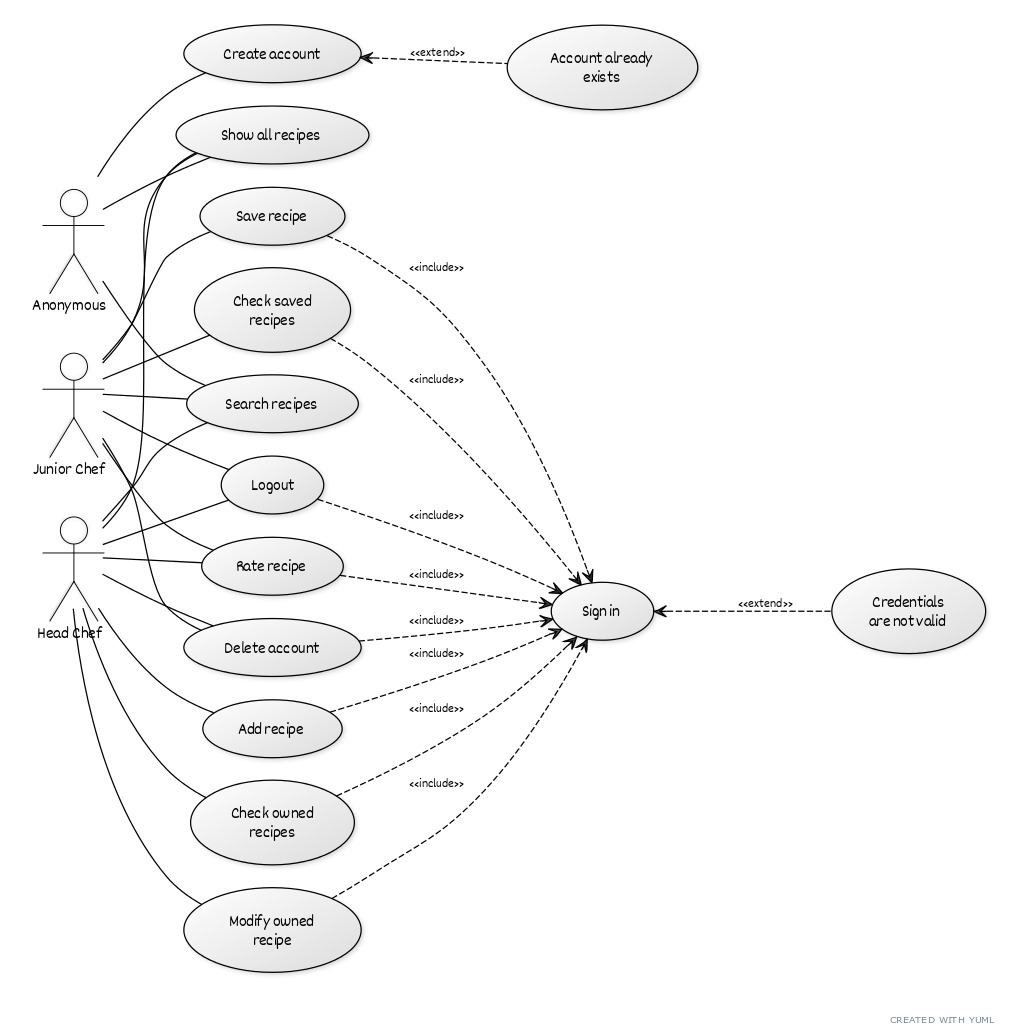 Create account
<<extend>>
Account already
exists
Show all recipes
Save recipe
<<include>>
Anonymous
Check saved
recipes
<<include>>
Search recipes
Junior Chef
Logout
<<include>>
Rate recipe
<<include>>
Sign in
<<extend>>
Credentials
are not valid
Head Chef
Delete account
<<include>>
<<include>>
Add recipe
<<include>>
Check owned
recipes
<<include>>
Modify owned
recipe
CREATED WITH YUML